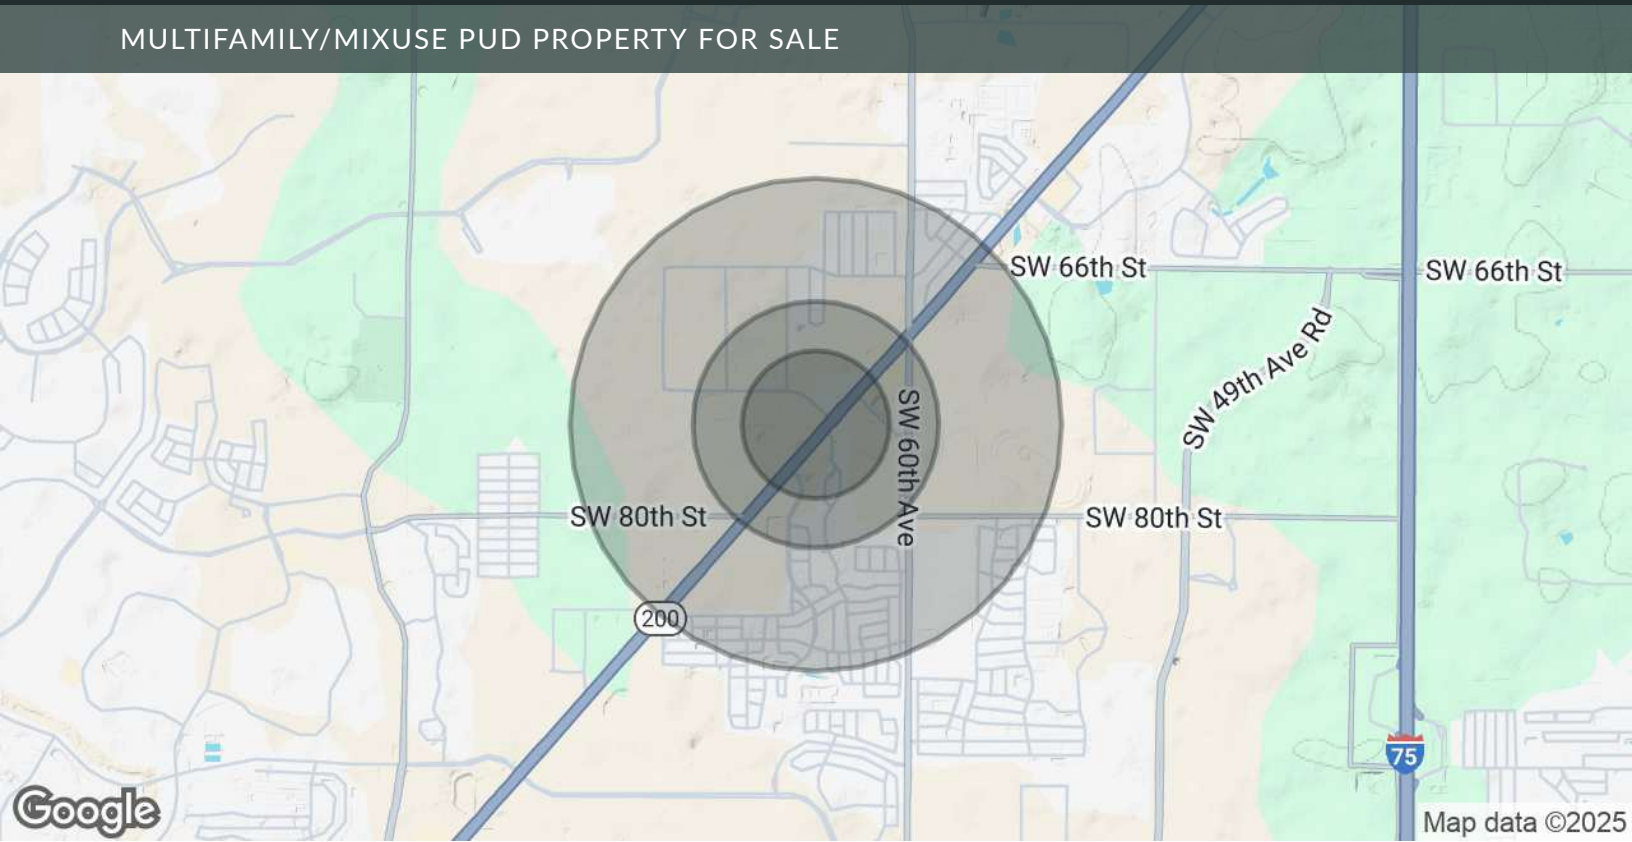 MULTIFAMILY/MIXUSE PUD PROPERTY FOR SALE
SW 66th St
SW 66th St
SW 49th Ave Rd
SW 60th Ave
SW 80th St
SW 80th St
200
75
Google
Map data ©2025